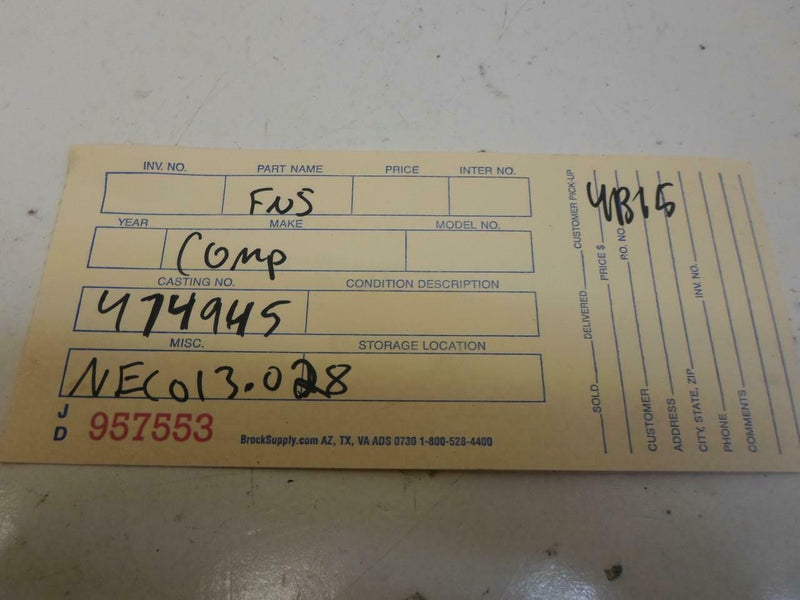 INV. NO. PART NAME PRICE INTER NO.
FNS
YEAR MAKE MODEL NO.
Comp
CASTING NO. CONDITION DESCRIPTION
474945
MISC. STORAGE LOCATION
NEC013.028
J
D
957553
BrockSupply.com AZ, TX, VA ADS 0730 1-800-528-4400
SOLD DELIVERED CUSTOMER PICK-UP
PRICE $
P.O. NO.
CUSTOMER
ADDRESS
CITY, STATE, ZIP INV. NO.
PHONE
COMMENTS